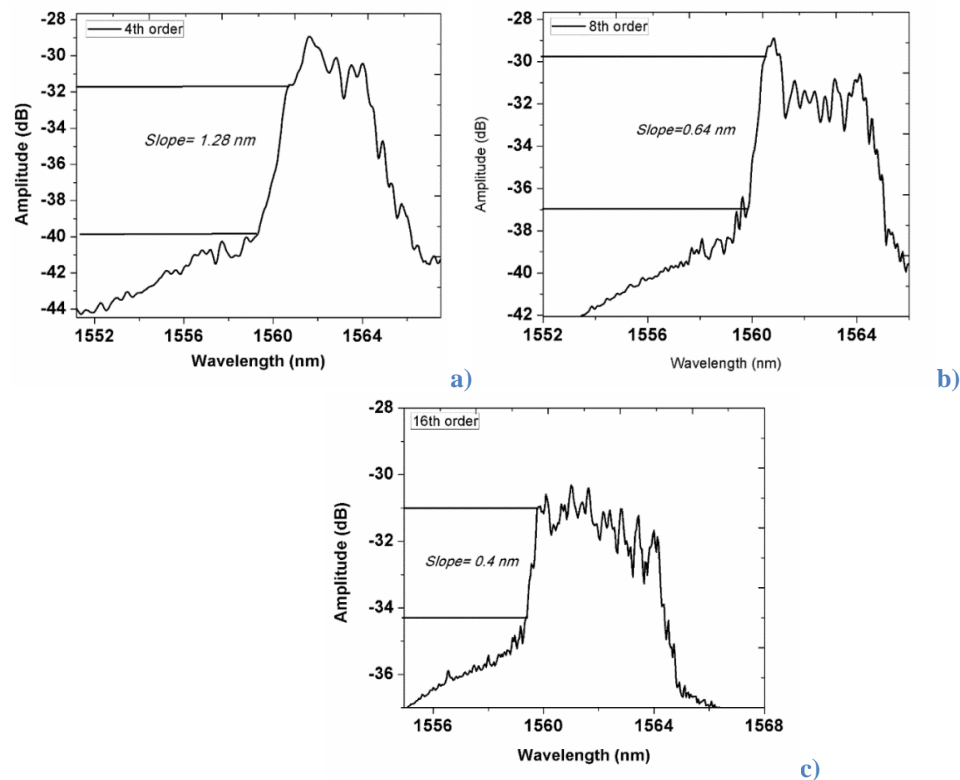 4th order
-28
-30
-32
-34
-36
-38
-40
-42
-44
Slope= 1.28 nm
Amplitude (dB)
1552
1556
1560
1564
Wavelength (nm)
a)
8th order
-28
-30
-32
-34
-36
-38
-40
-42
Slope=0.64 nm
Amplitude (dB)
1552
1556
1560
1564
Wavelength (nm)
b)
16th order
-28
-30
-32
-34
-36
Slope= 0.4 nm
Amplitude (dB)
1556
1560
1564
1568
Wavelength (nm)
c)